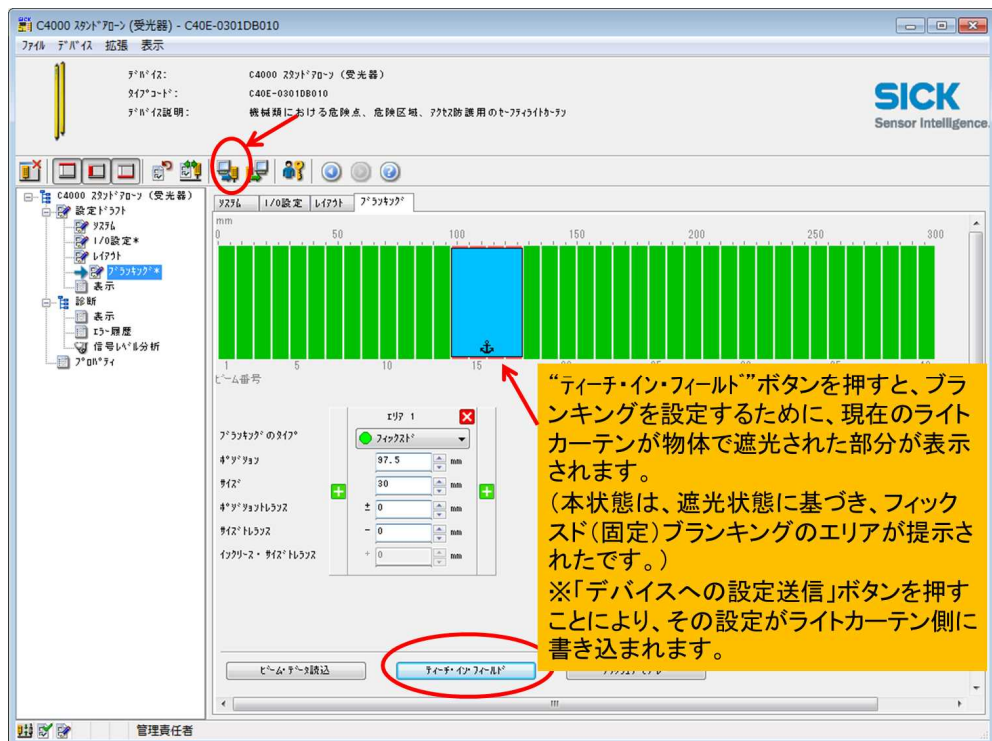 C4000 ｽﾀﾝﾄﾞｱﾛｰﾝ (受光器) - C40E-0301DB010
ﾌｧｲﾙ ﾃﾞﾊﾞｲｽ 拡張 表示
ﾃﾞﾊﾞｲｽ: C4000 ｽﾀﾝﾄﾞｱﾛｰﾝ (受光器)
ﾀｲﾌﾟｺｰﾄﾞ: C40E-0301DB010
ﾃﾞﾊﾞｲｽ説明: 機械類における危険点、危険区域、ｱｸｾｽ防護用のｾｰﾌﾃｨﾗｲﾄｶｰﾃﾝ
SICK
Sensor Intelligence.
C4000 ｽﾀﾝﾄﾞｱﾛｰﾝ (受光器)
設定ﾄﾞﾗﾌﾄ
ｼｽﾃﾑ
I/O設定*
ﾚｲｱｳﾄ
ﾌﾞﾗﾝｷﾝｸﾞ*
表示
診断
表示
ｴﾗｰ履歴
信号ﾚﾍﾞﾙ分析
ﾌﾟﾛﾊﾟﾃｨ
ｼｽﾃﾑ I/O設定 ﾚｲｱｳﾄ ﾌﾞﾗﾝｷﾝｸﾞ
mm
0 50 100 150 200 250 300
1 5 10 15
ﾋﾞｰﾑ番号
ｴﾘｱ 1
ﾌﾞﾗﾝｷﾝｸﾞのﾀｲﾌﾟ ﾌｨｯｸｽﾄﾞ
ﾎﾟｼﾞｼｮﾝ 97.5 mm
ｻｲｽﾞ 30 mm
ﾎﾟｼﾞｼｮﾝﾄﾚﾗﾝｽ ± 0 mm
ｻｲｽﾞﾄﾚﾗﾝｽ - 0 mm
ｲﾝｸﾘｰｽ・ｻｲｽﾞﾄﾚﾗﾝｽ + 0 mm
“ﾃｨｰﾁ・ｲﾝ・ﾌｨｰﾙﾄﾞ”ボタンを押すと、ブラ
ンキングを設定するために、現在のライト
カーテンが物体で遮光された部分が表示
されます。
（本状態は、遮光状態に基づき、フィック
スド（固定）ブランキングのエリアが提示さ
れたです。）
※「デバイスへの設定送信」ボタンを押す
ことにより、その設定がライトカーテン側に
書き込まれます。
ﾋﾞｰﾑ・ﾃﾞｰﾀ読込 ﾃｨｰﾁ・ｲﾝ・ﾌｨｰﾙﾄﾞ
管理責任者